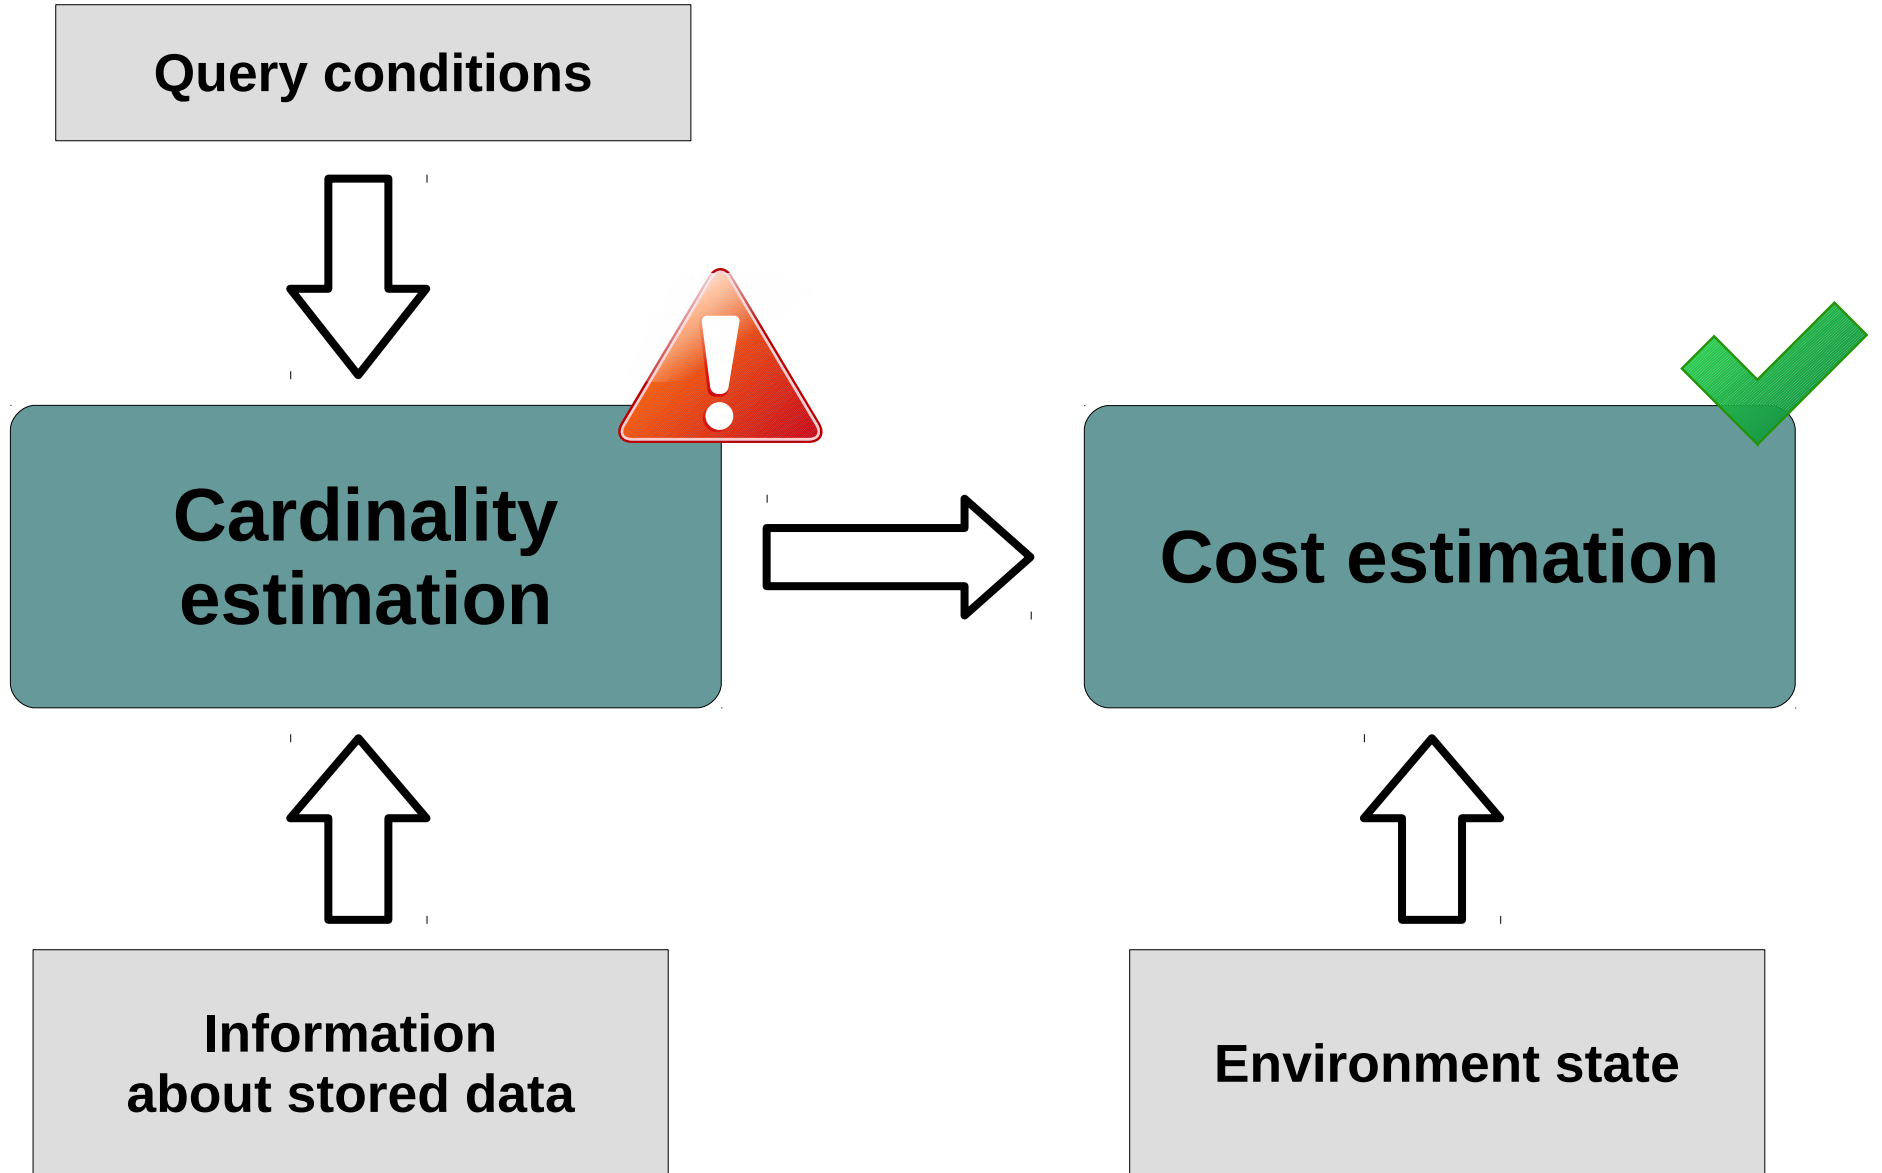 Query conditions
Cardinality
estimation
Cost estimation
Information
about stored data
Environment state